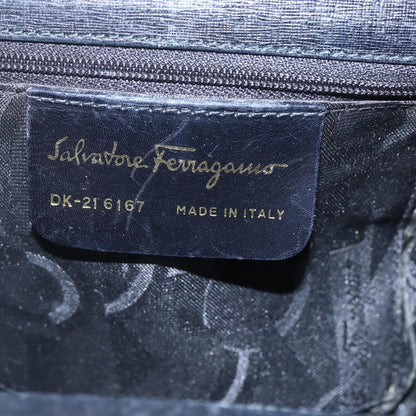 Salvatore Ferragamo
DK-21 6167 MADE IN ITALY